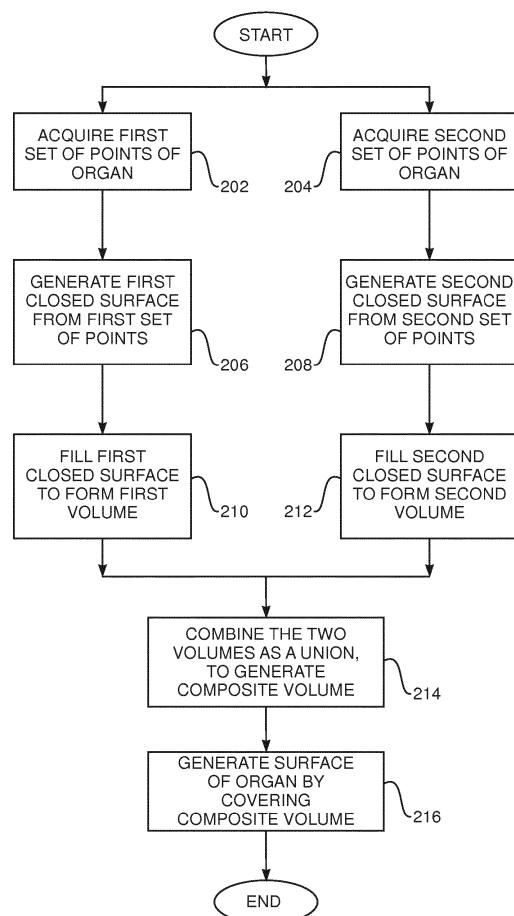 START
ACQUIRE FIRST
SET OF POINTS OF
ORGAN
202
ACQUIRE SECOND
SET OF POINTS OF
ORGAN
204
GENERATE FIRST
CLOSED SURFACE
FROM FIRST SET
OF POINTS
206
GENERATE SECOND
CLOSED SURFACE
FROM SECOND SET
OF POINTS
208
FILL FIRST
CLOSED SURFACE
TO FORM FIRST
VOLUME
210
FILL SECOND
CLOSED SURFACE
TO FORM SECOND
VOLUME
212
COMBINE THE TWO
VOLUMES AS A UNION,
TO GENERATE
COMPOSITE VOLUME
214
GENERATE SURFACE
OF ORGAN BY
COVERING
COMPOSITE VOLUME
216
END